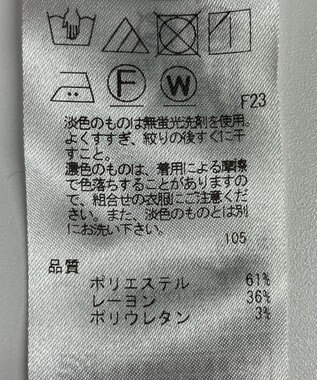 F
W
F23
淡色のものは無蛍光洗剤を使用。
よくすすぎ、絞りの後すぐに干
すこと。
濃色のものは、着用による摩擦
で色落ちすることがありますの
で、組合せの衣服にご注意くだ
さい。また、淡色のものとは別
にお洗い下さい。
105
品質
ポリエステル 61%
レーヨン 36%
ポリウレタン 3%